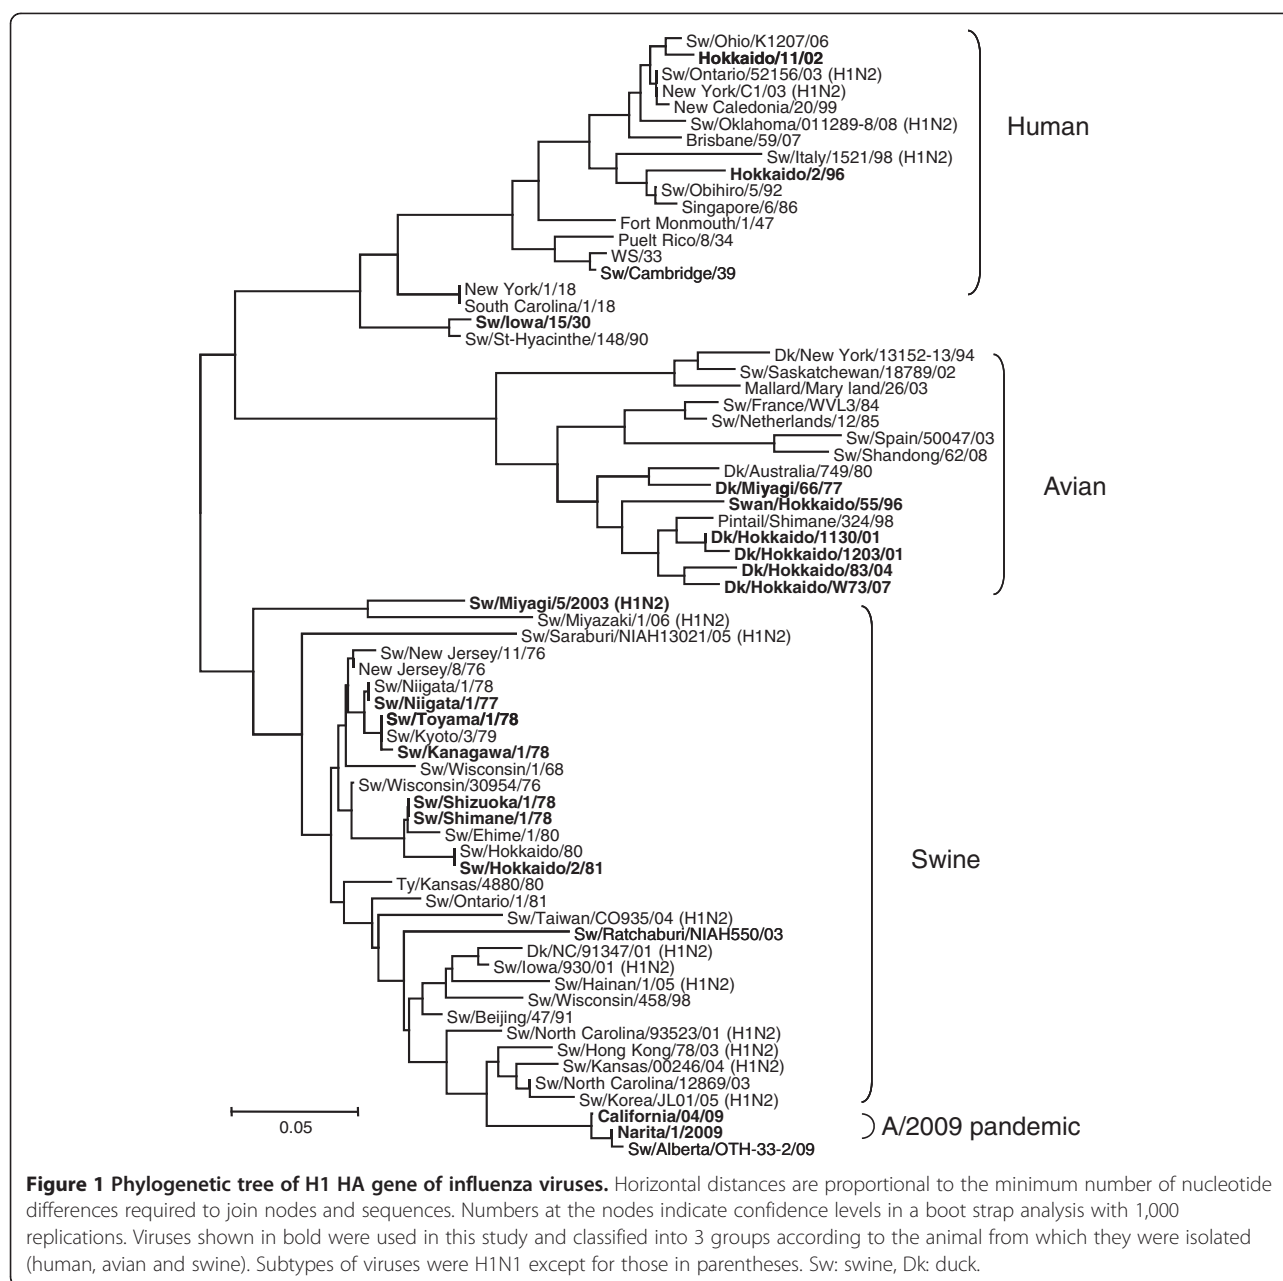 Sw/Ohio/K1207/06
Hokkaido/11/02
Sw/Ontario/52156/03 (H1N2)
New York/C1/03 (H1N2)
New Caledonia/20/99
Sw/Oklahoma/011289-8/08 (H1N2)
Brisbane/59/07
Sw/Italy/1521/98 (H1N2)
Hokkaido/2/96
Sw/Obihiro/5/92
Singapore/6/86
Fort Monmouth/1/47
Puelt Rico/8/34
WS/33
Sw/Cambridge/39
New York/1/18
South Carolina/1/18
Sw/Iowa/15/30
Sw/St-Hyacinthe/148/90
Human
Dk/New York/13152-13/94
Sw/Saskatchewan/18789/02
Mallard/Mary land/26/03
Sw/France/WVL3/84
Sw/Netherlands/12/85
Sw/Spain/50047/03
Sw/Shandong/62/08
Dk/Australia/749/80
Dk/Miyagi/66/77
Swan/Hokkaido/55/96
Pintail/Shimane/324/98
Dk/Hokkaido/1130/01
Dk/Hokkaido/1203/01
Dk/Hokkaido/83/04
Dk/Hokkaido/W73/07
Avian
Sw/Miyagi/5/2003 (H1N2)
Sw/Miyazaki/1/06 (H1N2)
Sw/Saraburi/NIAH13021/05 (H1N2)
Sw/New Jersey/11/76
New Jersey/8/76
Sw/Niigata/1/78
Sw/Niigata/1/77
Sw/Toyama/1/78
Sw/Kyoto/3/79
Sw/Kanagawa/1/78
Sw/Wisconsin/1/68
Sw/Wisconsin/30954/76
Sw/Shizuoka/1/78
Sw/Shimane/1/78
Sw/Ehime/1/80
Sw/Hokkaido/80
Sw/Hokkaido/2/81
Ty/Kansas/4880/80
Sw/Ontario/1/81
Sw/Taiwan/CO935/04 (H1N2)
Sw/Ratchaburi/NIAH550/03
Dk/NC/91347/01 (H1N2)
Sw/Iowa/930/01 (H1N2)
Sw/Hainan/1/05 (H1N2)
Sw/Wisconsin/458/98
Sw/Beijing/47/91
Sw/North Carolina/93523/01 (H1N2)
Sw/Hong Kong/78/03 (H1N2)
Sw/Kansas/00246/04 (H1N2)
Sw/North Carolina/12869/03
Sw/Korea/JL01/05 (H1N2)
Swine
California/04/09
Narita/1/2009
Sw/Alberta/OTH-33-2/09
A/2009 pandemic
0.05
Figure 1 Phylogenetic tree of H1 HA gene of influenza viruses. Horizontal distances are proportional to the minimum number of nucleotide
differences required to join nodes and sequences. Numbers at the nodes indicate confidence levels in a boot strap analysis with 1,000
replications. Viruses shown in bold were used in this study and classified into 3 groups according to the animal from which they were isolated
(human, avian and swine). Subtypes of viruses were H1N1 except for those in parentheses. Sw: swine, Dk: duck.